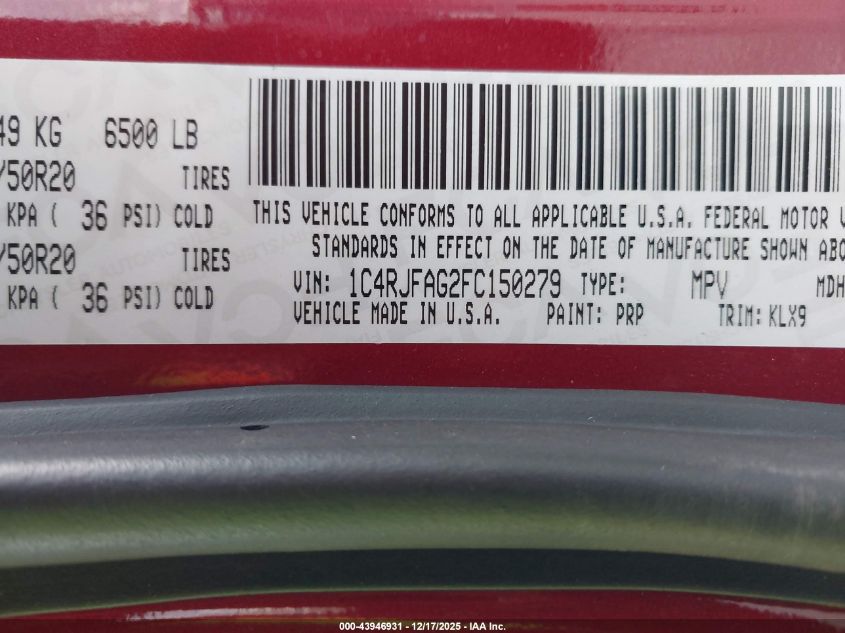 49 KG 6500 LB
/50R20 TIRES
KPA ( 36 PSI) COLD
/50R20 TIRES
KPA ( 36 PSI) COLD
THIS VEHICLE CONFORMS TO ALL APPLICABLE U.S.A. FEDERAL MOTOR V
STANDARDS IN EFFECT ON THE DATE OF MANUFACTURE SHOWN ABO
VIN: 1C4RJFAG2FC150279 TYPE: MPV MDH
VEHICLE MADE IN U.S.A. PAINT: PRP TRIM: KLX9
000-43946931 - 12/17/2025 - IAA Inc.